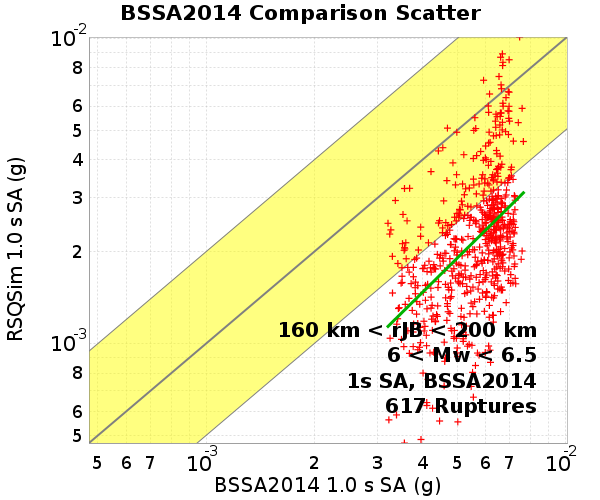 BSSA2014 Comparison Scatter
10-2
8
6
5
4
3
2
10-3
8
6
5
RSQSim 1.0 s SA (g)
160 km < rJB < 200 km
6 < Mw < 6.5
1s SA, BSSA2014
617 Ruptures
5 6 7 10-3 2 3 4 5 6 7 10-2
BSSA2014 1.0 s SA (g)